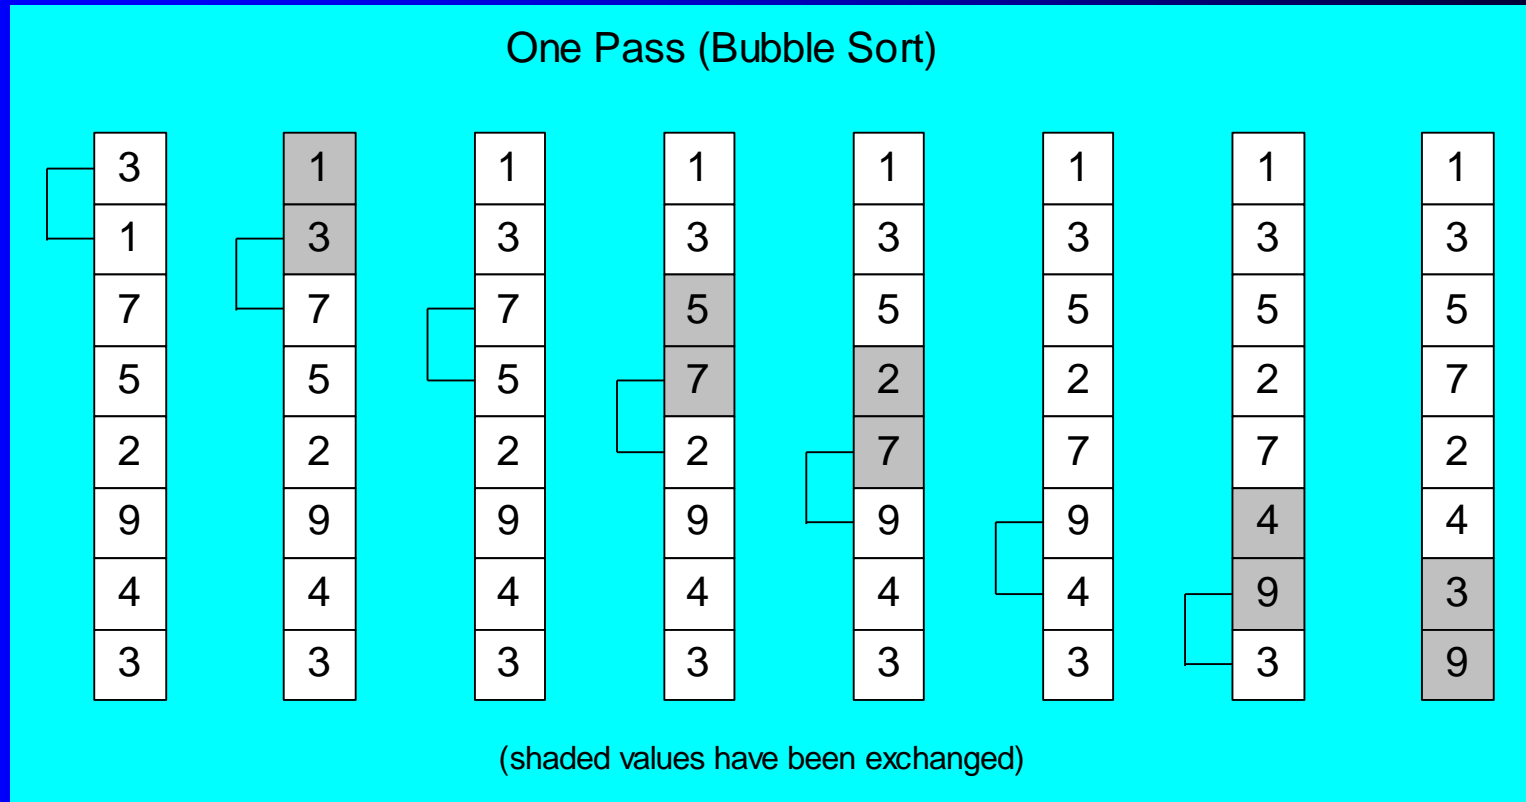 One Pass (Bubble Sort)
3 1 1 1 1 1 1 1
1 3 3 3 3 3 3 3
7 7 7 5 5 5 5 5
5 5 5 7 2 2 2 7
2 2 2 2 7 7 7 2
9 9 9 9 9 9 4 4
4 4 4 4 4 4 9 3
3 3 3 3 3 3 3 9
(shaded values have been exchanged)